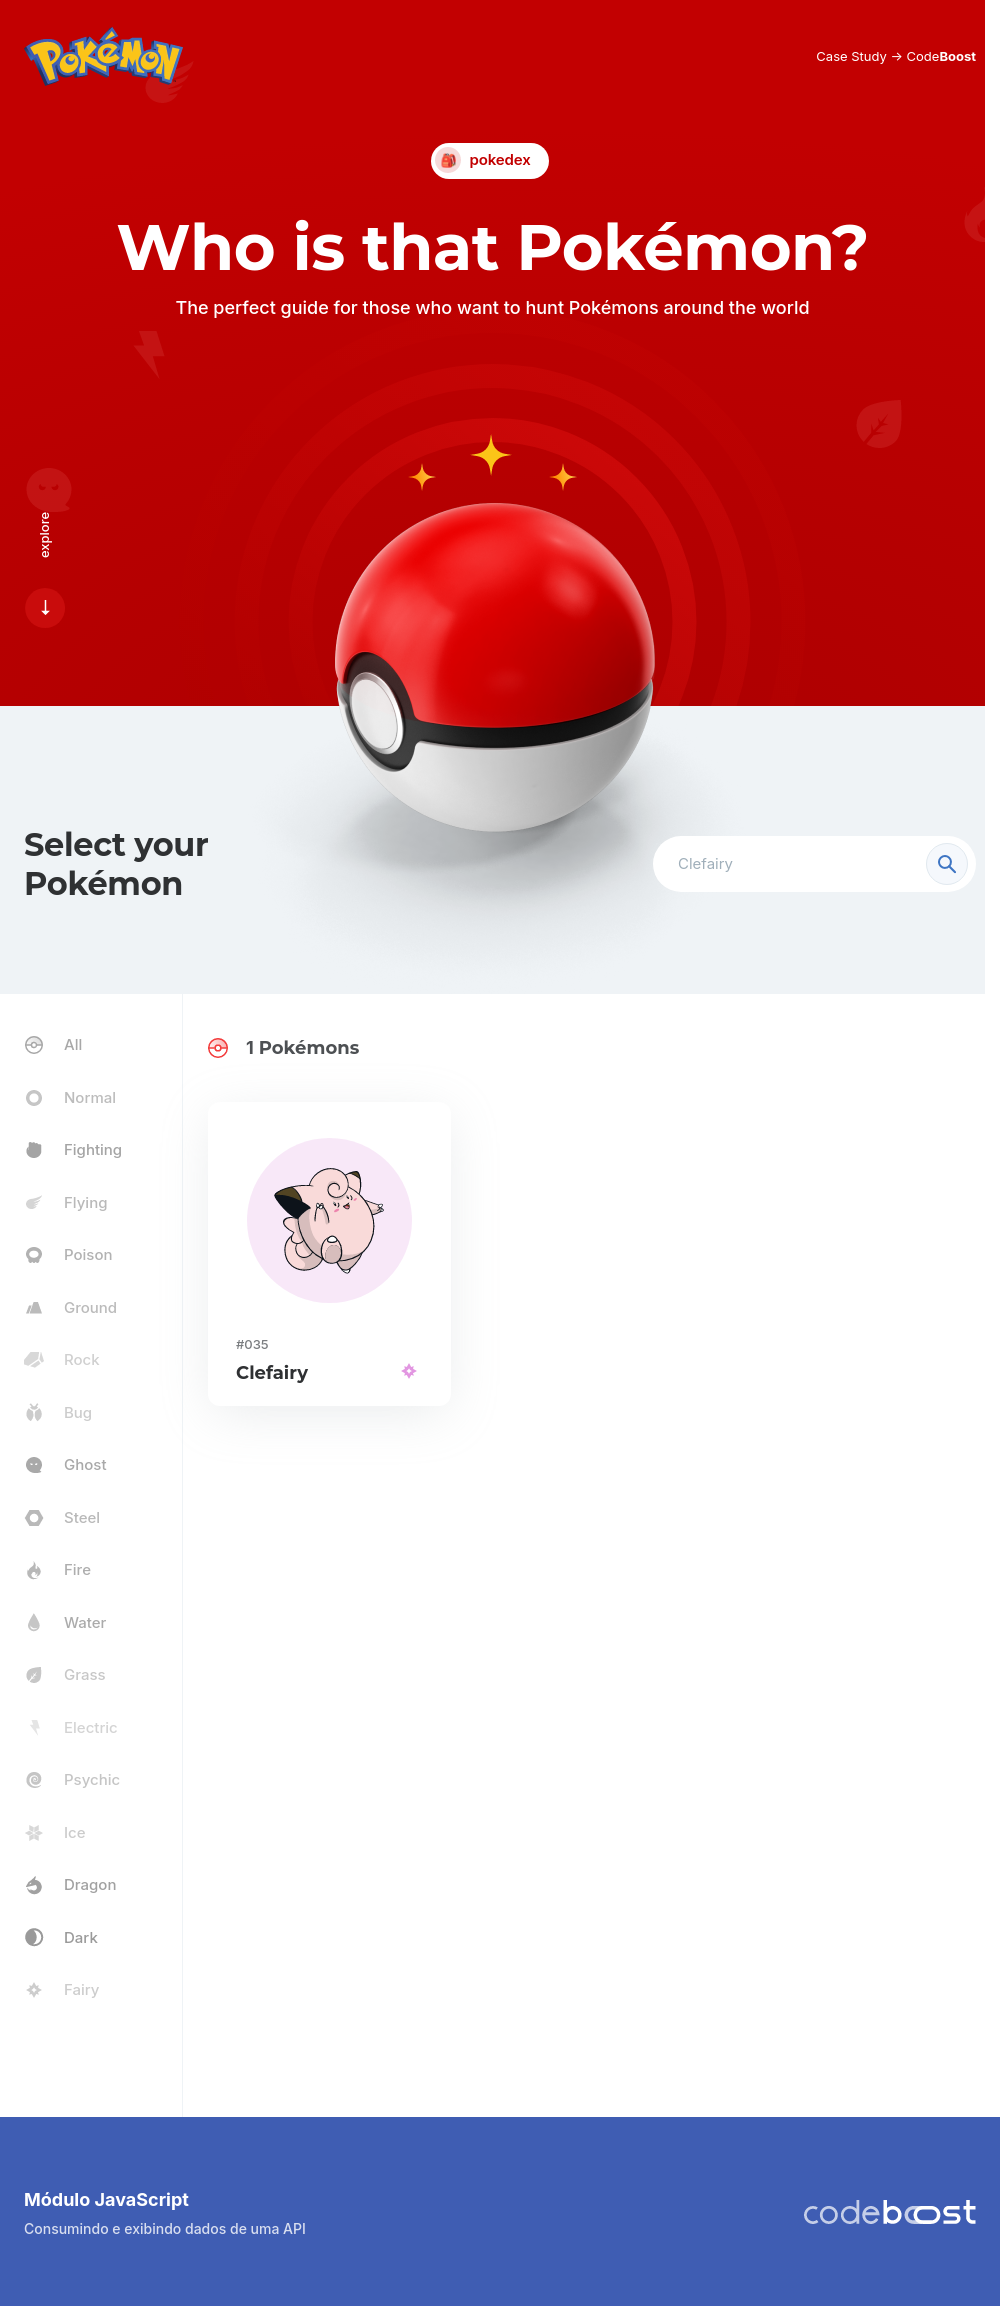 Pokémon
Case Study → CodeBoost
pokedex
Who is that Pokémon?
The perfect guide for those who want to hunt Pokémons around the world
explore
Select your
Pokémon
Clefairy
All
Normal
Fighting
Flying
Poison
Ground
Rock
Bug
Ghost
Steel
Fire
Water
Grass
Electric
Psychic
Ice
Dragon
Dark
Fairy
1 Pokémons
#035
Clefairy
Módulo JavaScript
Consumindo e exibindo dados de uma API
codeboost